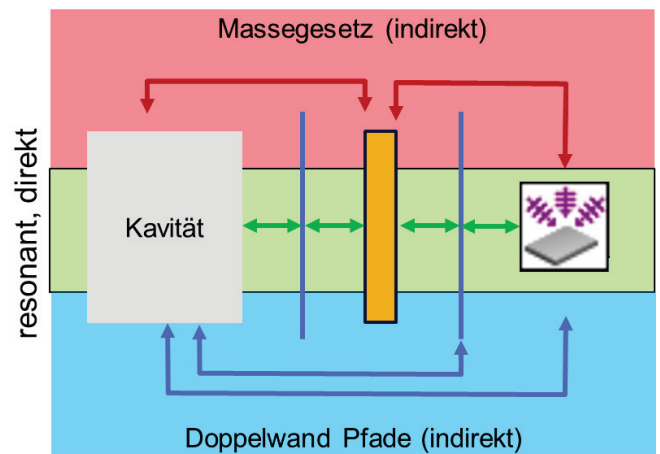 Massegesetz (indirekt)
resonant, direkt
Kavität
Doppelwand Pfade (indirekt)